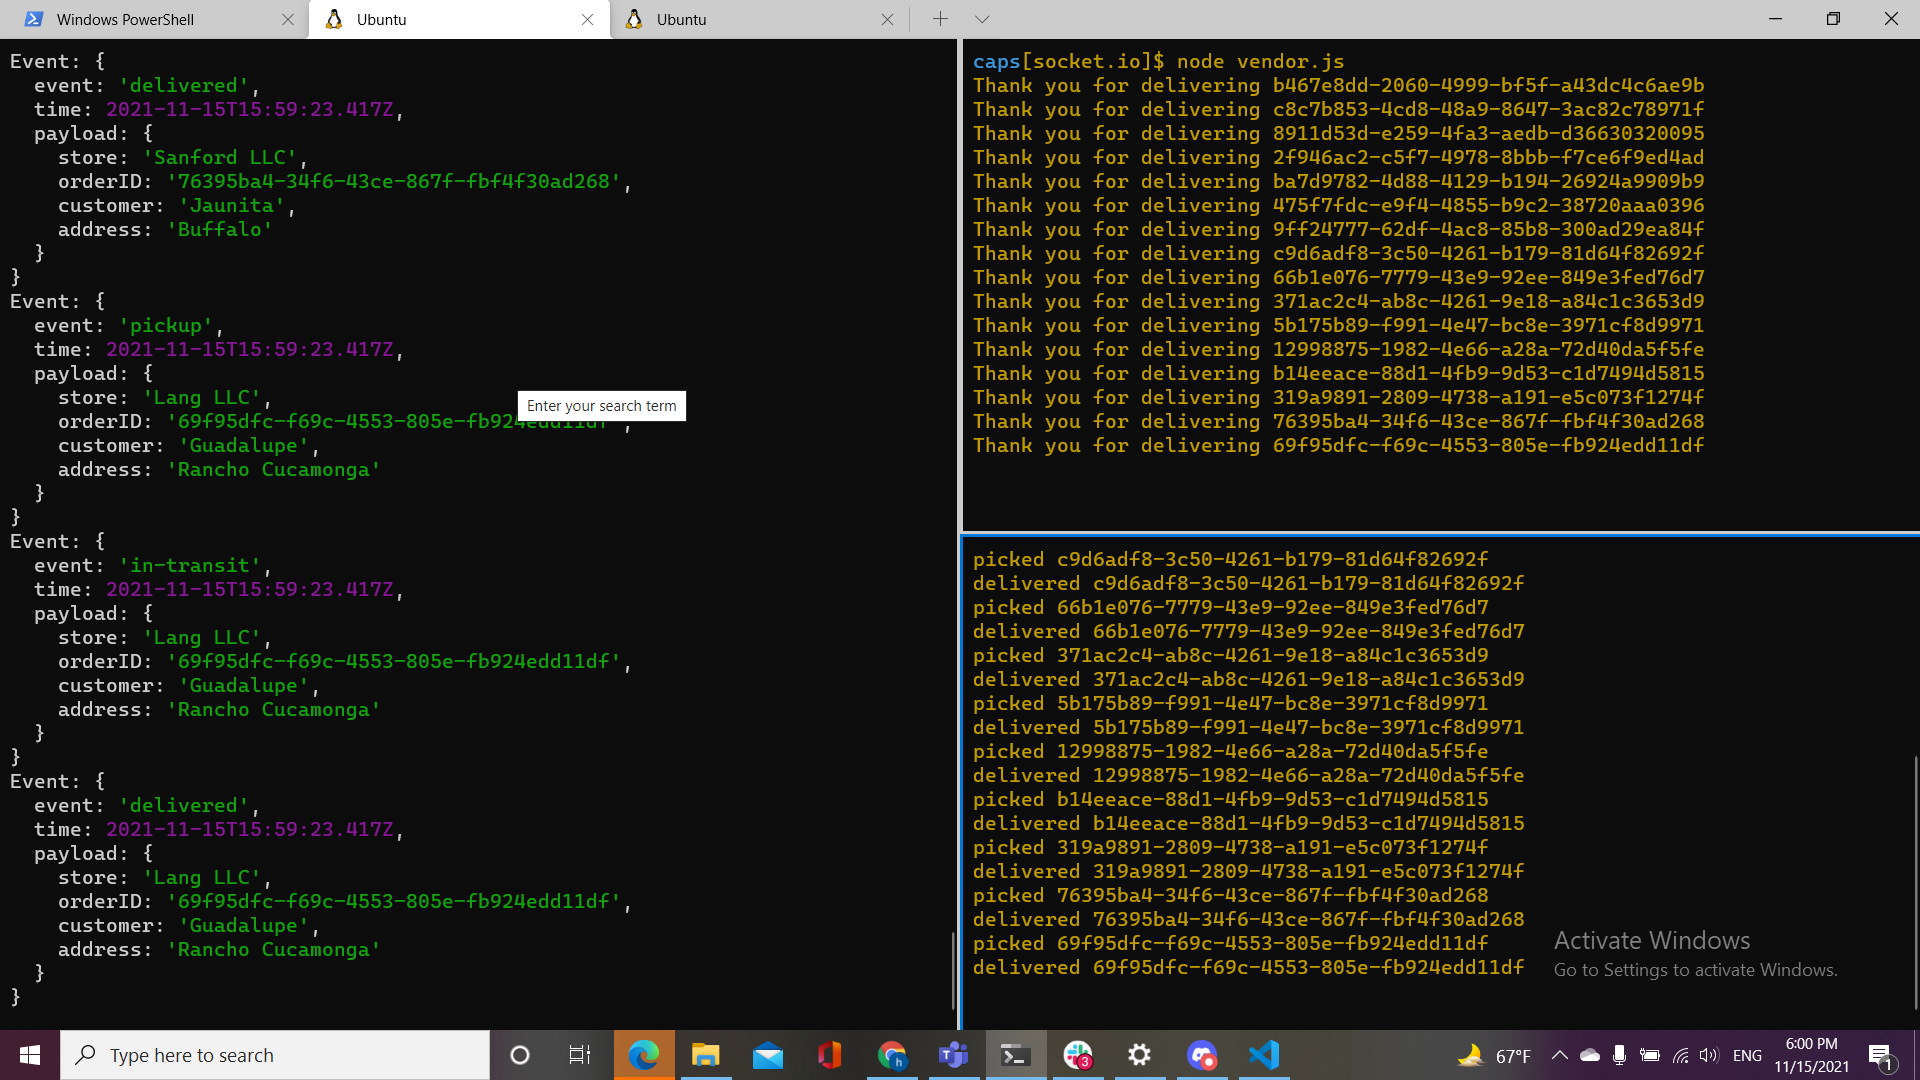 Windows PowerShell
Ubuntu
Ubuntu
Event: {
event: 'delivered',
time: 2021-11-15T15:59:23.417Z,
payload: {
store: 'Sanford LLC',
orderID: '76395ba4-34f6-43ce-867f-fbf4f30ad268',
customer: 'Jaunita',
address: 'Buffalo'
}
}
Event: {
event: 'pickup',
time: 2021-11-15T15:59:23.417Z,
payload: {
store: 'Lang LLC',
orderID: '69f95dfc-f69c-4553-805e-fb924edd11df',
customer: 'Guadalupe',
address: 'Rancho Cucamonga'
}
}
Event: {
event: 'in-transit',
time: 2021-11-15T15:59:23.417Z,
payload: {
store: 'Lang LLC',
orderID: '69f95dfc-f69c-4553-805e-fb924edd11df',
customer: 'Guadalupe',
address: 'Rancho Cucamonga'
}
}
Event: {
event: 'delivered',
time: 2021-11-15T15:59:23.417Z,
payload: {
store: 'Lang LLC',
orderID: '69f95dfc-f69c-4553-805e-fb924edd11df',
customer: 'Guadalupe',
address: 'Rancho Cucamonga'
}
}
Enter your search term
caps[socket.io]$ node vendor.js
Thank you for delivering b467e8dd-2060-4999-bf5f-a43dc4c6ae9b
Thank you for delivering c8c7b853-4cd8-48a9-8647-3ac82c78971f
Thank you for delivering 8911d53d-e259-4fa3-aedb-d36630320095
Thank you for delivering 2f946ac2-c5f7-4978-8bbb-f7ce6f9ed4ad
Thank you for delivering ba7d9782-4d88-4129-b194-26924a9909b9
Thank you for delivering 475f7fdc-e9f4-4855-b9c2-38720aaa0396
Thank you for delivering 9ff24777-62df-4ac8-85b8-300ad29ea84f
Thank you for delivering c9d6adf8-3c50-4261-b179-81d64f82692f
Thank you for delivering 66b1e076-7779-43e9-92ee-849e3fed76d7
Thank you for delivering 371ac2c4-ab8c-4261-9e18-a84c1c3653d9
Thank you for delivering 5b175b89-f991-4e47-bc8e-3971cf8d9971
Thank you for delivering 12998875-1982-4e66-a28a-72d40da5f5fe
Thank you for delivering b14eeace-88d1-4fb9-9d53-c1d7494d5815
Thank you for delivering 319a9891-2809-4738-a191-e5c073f1274f
Thank you for delivering 76395ba4-34f6-43ce-867f-fbf4f30ad268
Thank you for delivering 69f95dfc-f69c-4553-805e-fb924edd11df
picked c9d6adf8-3c50-4261-b179-81d64f82692f
delivered c9d6adf8-3c50-4261-b179-81d64f82692f
picked 66b1e076-7779-43e9-92ee-849e3fed76d7
delivered 66b1e076-7779-43e9-92ee-849e3fed76d7
picked 371ac2c4-ab8c-4261-9e18-a84c1c3653d9
delivered 371ac2c4-ab8c-4261-9e18-a84c1c3653d9
picked 5b175b89-f991-4e47-bc8e-3971cf8d9971
delivered 5b175b89-f991-4e47-bc8e-3971cf8d9971
picked 12998875-1982-4e66-a28a-72d40da5f5fe
delivered 12998875-1982-4e66-a28a-72d40da5f5fe
picked b14eeace-88d1-4fb9-9d53-c1d7494d5815
delivered b14eeace-88d1-4fb9-9d53-c1d7494d5815
picked 319a9891-2809-4738-a191-e5c073f1274f
delivered 319a9891-2809-4738-a191-e5c073f1274f
picked 76395ba4-34f6-43ce-867f-fbf4f30ad268
delivered 76395ba4-34f6-43ce-867f-fbf4f30ad268
picked 69f95dfc-f69c-4553-805e-fb924edd11df
delivered 69f95dfc-f69c-4553-805e-fb924edd11df
Activate Windows
Go to Settings to activate Windows.
Type here to search
h
3
67°F
ENG
6:00 PM
11/15/2021
1